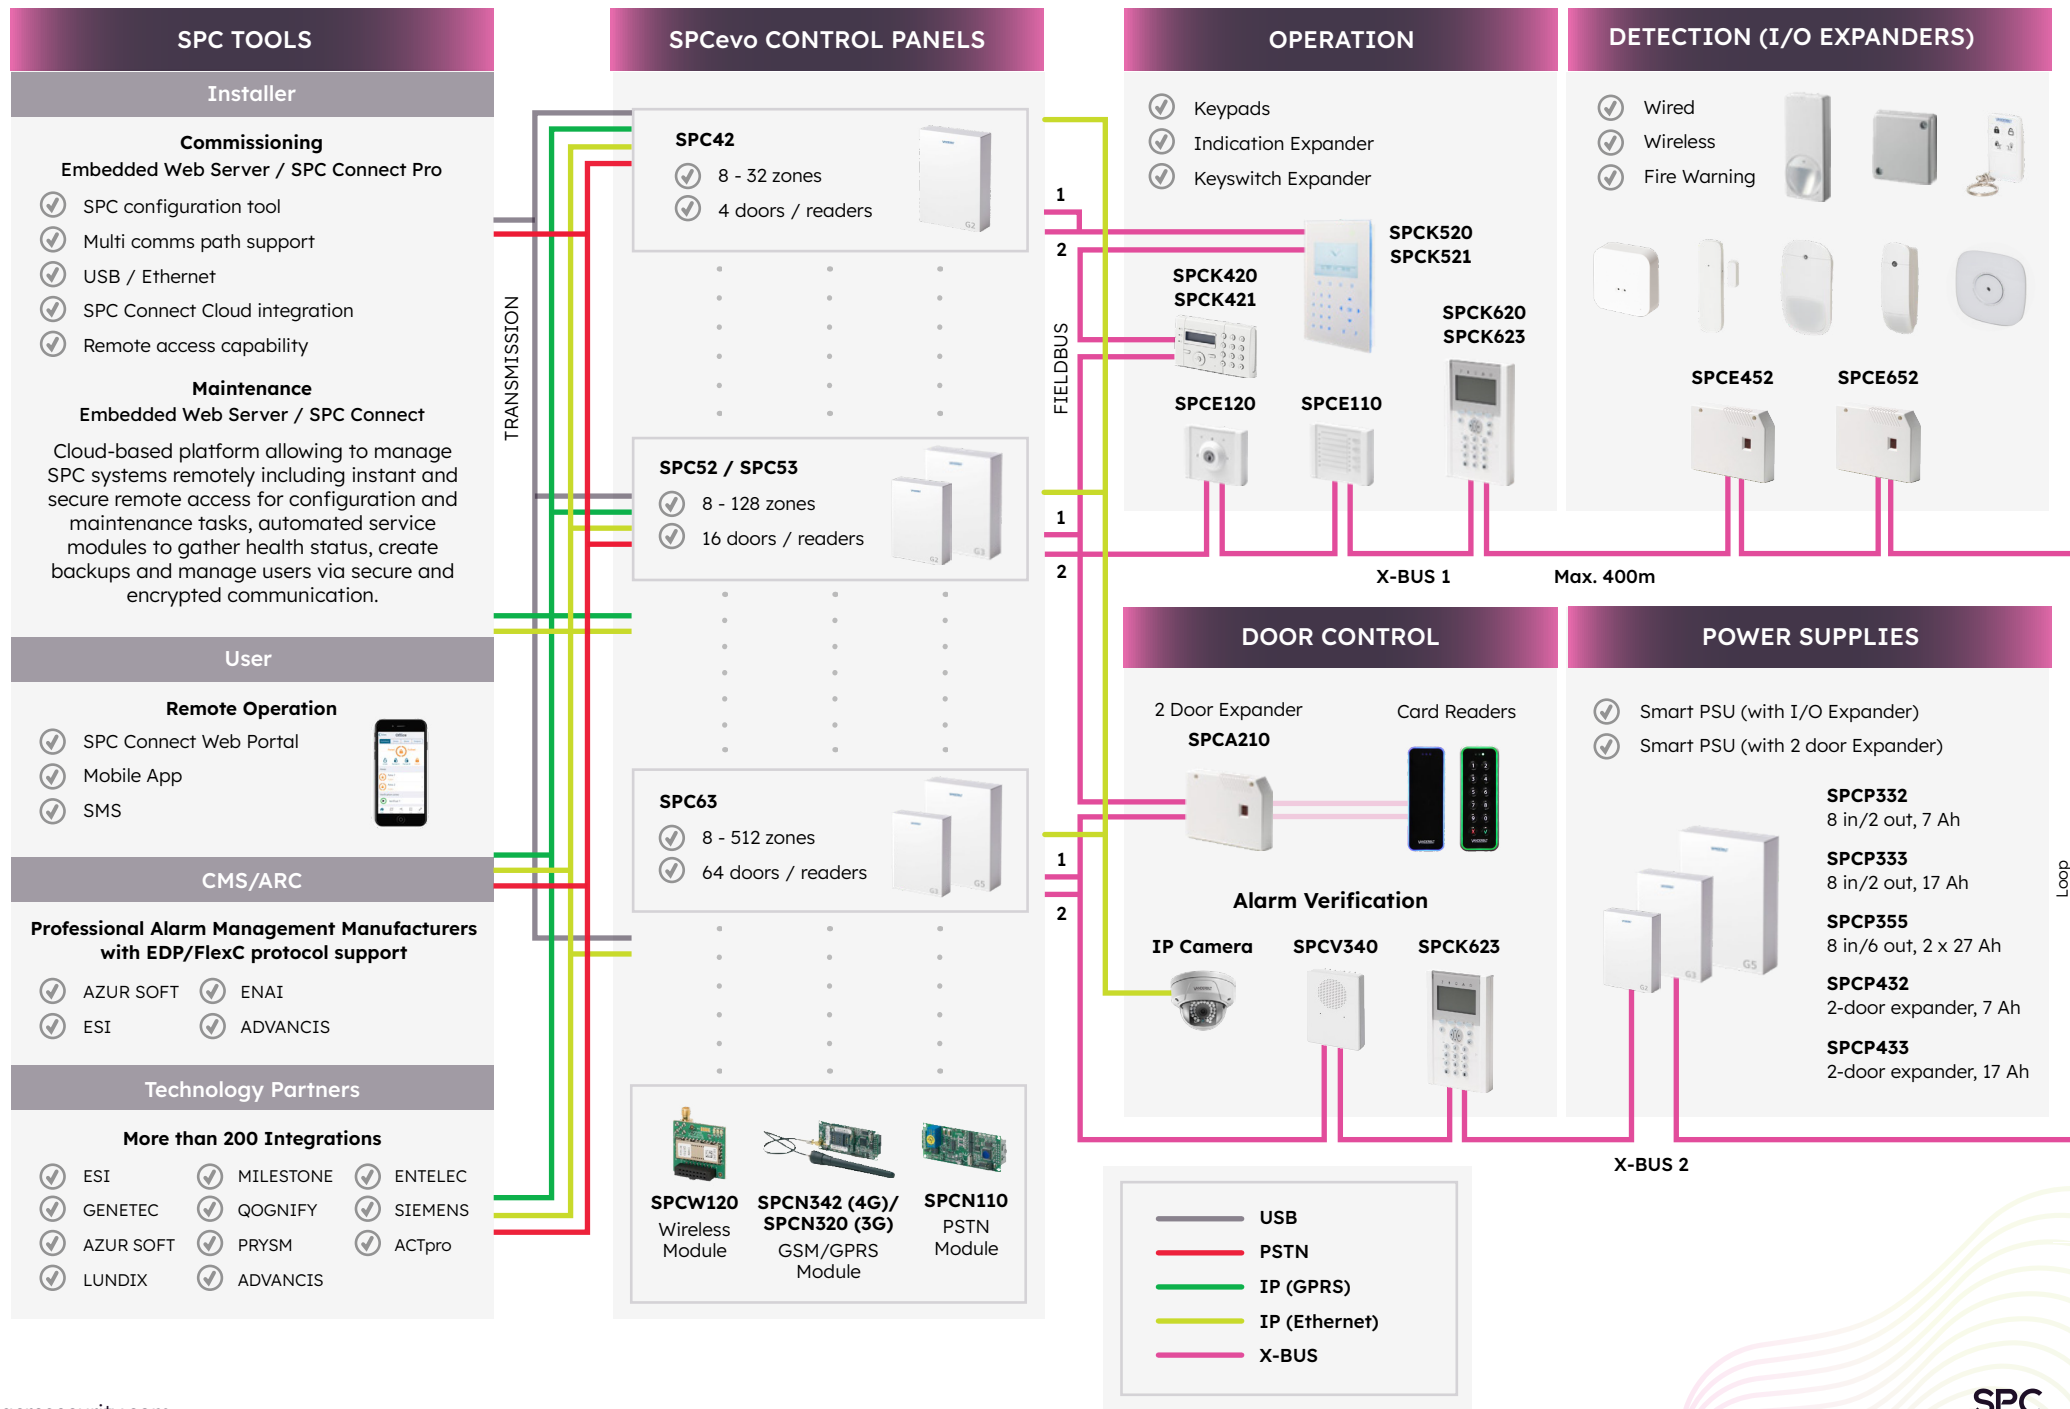 SPC TOOLS
Installer
Commissioning
Embedded Web Server / SPC Connect Pro
SPC configuration tool
Multi comms path support
USB / Ethernet
SPC Connect Cloud integration
Remote access capability
Maintenance
Embedded Web Server / SPC Connect
Cloud-based platform allowing to manage
SPC systems remotely including instant and
secure remote access for configuration and
maintenance tasks, automated service
modules to gather health status, create
backups and manage users via secure and
encrypted communication.
User
Remote Operation
SPC Connect Web Portal
Mobile App
SMS
CMS/ARC
Professional Alarm Management Manufacturers
with EDP/FlexC protocol support
AZUR SOFT
ENAI
ESI
ADVANCIS
Technology Partners
More than 200 Integrations
ESI
MILESTONE
ENTELEC
GENETEC
QOGNIFY
SIEMENS
AZUR SOFT
PRYSM
ACTpro
LUNDIX
ADVANCIS
TRANSMISSION
SPCevo CONTROL PANELS
SPC42
8 - 32 zones
4 doors / readers
G2
SPC52 / SPC53
8 - 128 zones
16 doors / readers
G2
G3
SPC63
8 - 512 zones
64 doors / readers
G3
G5
SPCW120
Wireless
Module
SPCN342 (4G)/
SPCN320 (3G)
GSM/GPRS
Module
SPCN110
PSTN
Module
1
2
FIELDBUS
1
2
1
2
OPERATION
Keypads
Indication Expander
Keyswitch Expander
SPCK520
SPCK521
SPCK420
SPCK421
SPCK620
SPCK623
SPCE120
SPCE110
DETECTION (I/O EXPANDERS)
Wired
Wireless
Fire Warning
SPCE452
SPCE652
X-BUS 1
Max. 400m
DOOR CONTROL
2 Door Expander
SPCA210
Card Readers
Alarm Verification
IP Camera
SPCV340
SPCK623
POWER SUPPLIES
Smart PSU (with I/O Expander)
Smart PSU (with 2 door Expander)
SPCP332
8 in/2 out, 7 Ah
SPCP333
8 in/2 out, 17 Ah
SPCP355
8 in/6 out, 2 x 27 Ah
SPCP432
2-door expander, 7 Ah
SPCP433
2-door expander, 17 Ah
G2
G3
G5
Loop
X-BUS 2
USB
PSTN
IP (GPRS)
IP (Ethernet)
X-BUS
SPC